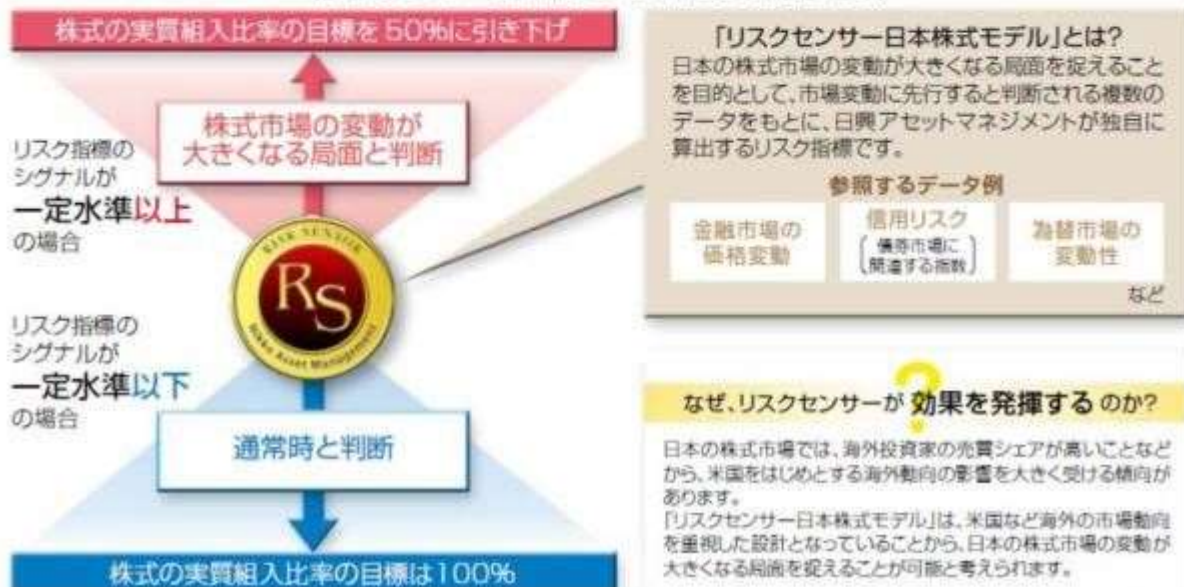 株式の実質組入比率の目標を 50%に引き下げ
株式市場の変動が
大きくなる局面と判断
リスク指標の
シグナルが
一定水準以上
の場合
RISK SENSOR
RS
Nikko Asset Management
リスク指標の
シグナルが
一定水準以下
の場合
通常時と判断
株式の実質組入比率の目標は100%
「リスクセンサー日本株式モデル」とは?
日本の株式市場の変動が大きくなる局面を捉えること
を目的として、市場変動に先行すると判断される複数の
データをもとに、日興アセットマネジメントが独自に
算出するリスク指標です。
参照するデータ例
金融市場の
価格変動
信用リスク
債券市場に
関連する指数
為替市場の
変動性
など
?
なぜ、リスクセンサーが 効果を発揮する のか?
日本の株式市場では、海外投資家の売買シェアが高いことなど
から、米国をはじめとする海外動向の影響を大きく受ける傾向が
あります。
「リスクセンサー日本株式モデル」は、米国など海外の市場動向
を重視した設計となっていることから、日本の株式市場の変動が
大きくなる局面を捉えることが可能と考えられます。